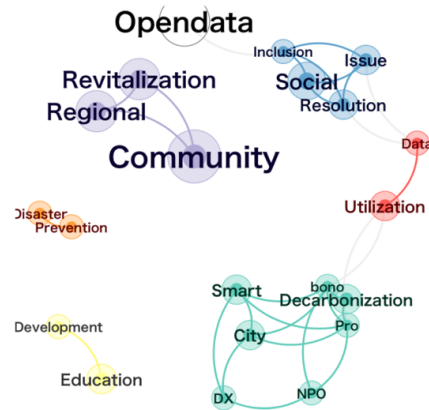 Opendata
Inclusion
Issue
Social
Resolution
Revitalization
Regional
Community
Data
Utilization
Disaster
Prevention
Smart
bono
Decarbonization
City
Pro
Development
Education
DX
NPO